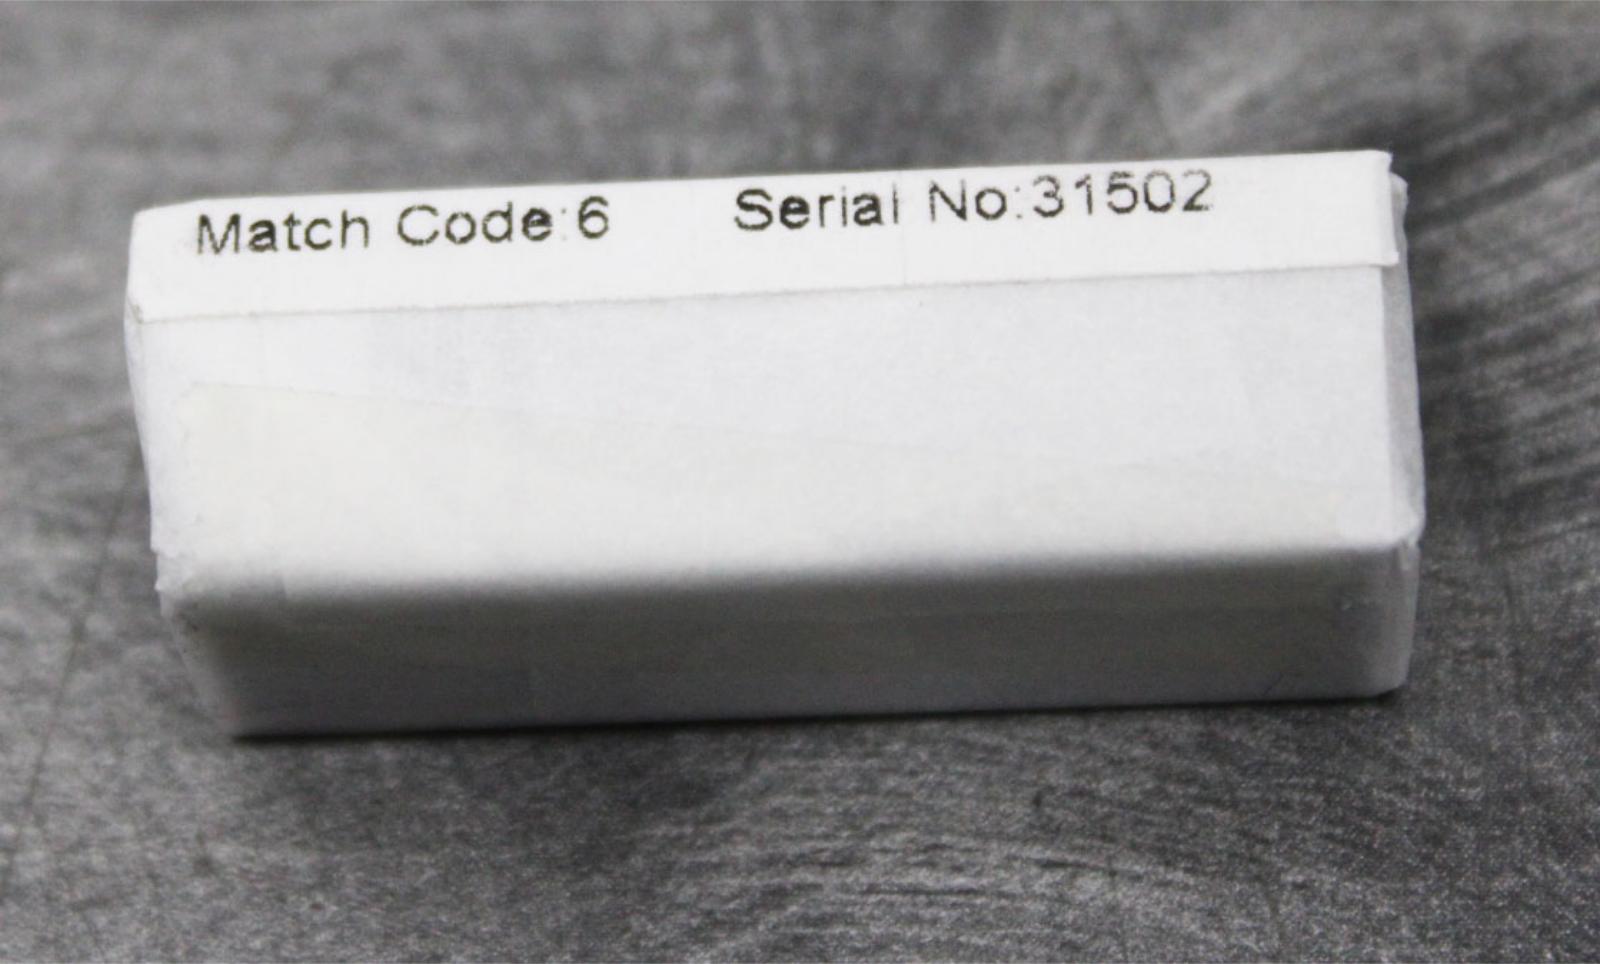 Match Code:6 Serial No:31502